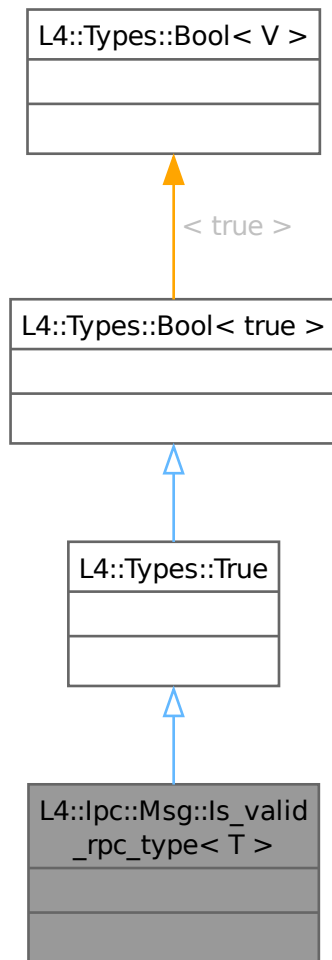 L4::Types::Bool< V >
< true >
L4::Types::Bool< true >
L4::Types::True
L4::Ipc::Msg::Is_valid
_rpc_type< T >